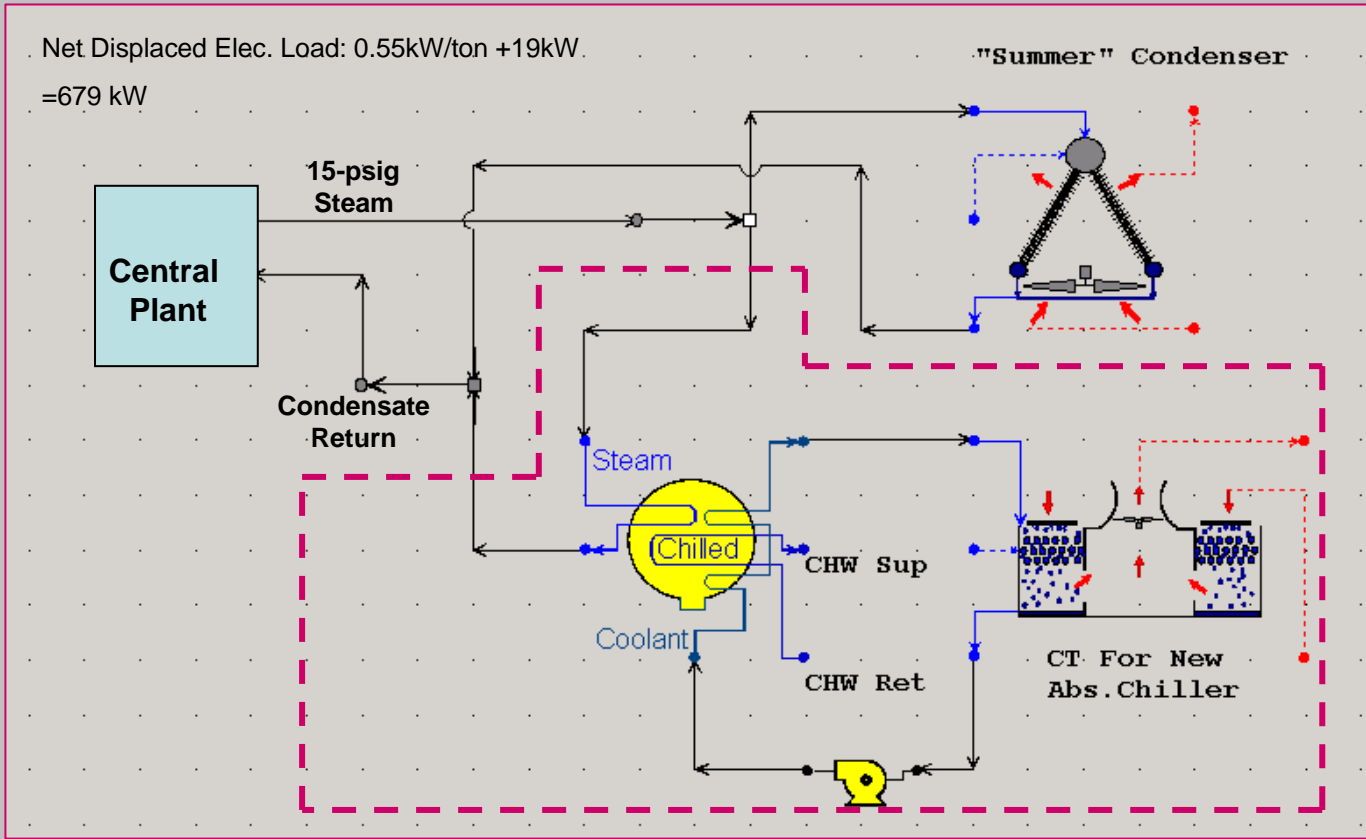 Net Displaced Elec. Load: 0.55kW/ton +19kW
=679 kW
"Summer" Condenser
15-psig
Steam
Central
Plant
Condensate
Return
Steam
Chilled
CHW Sup
Coolant
CHW Ret
CT For New
Abs.Chiller